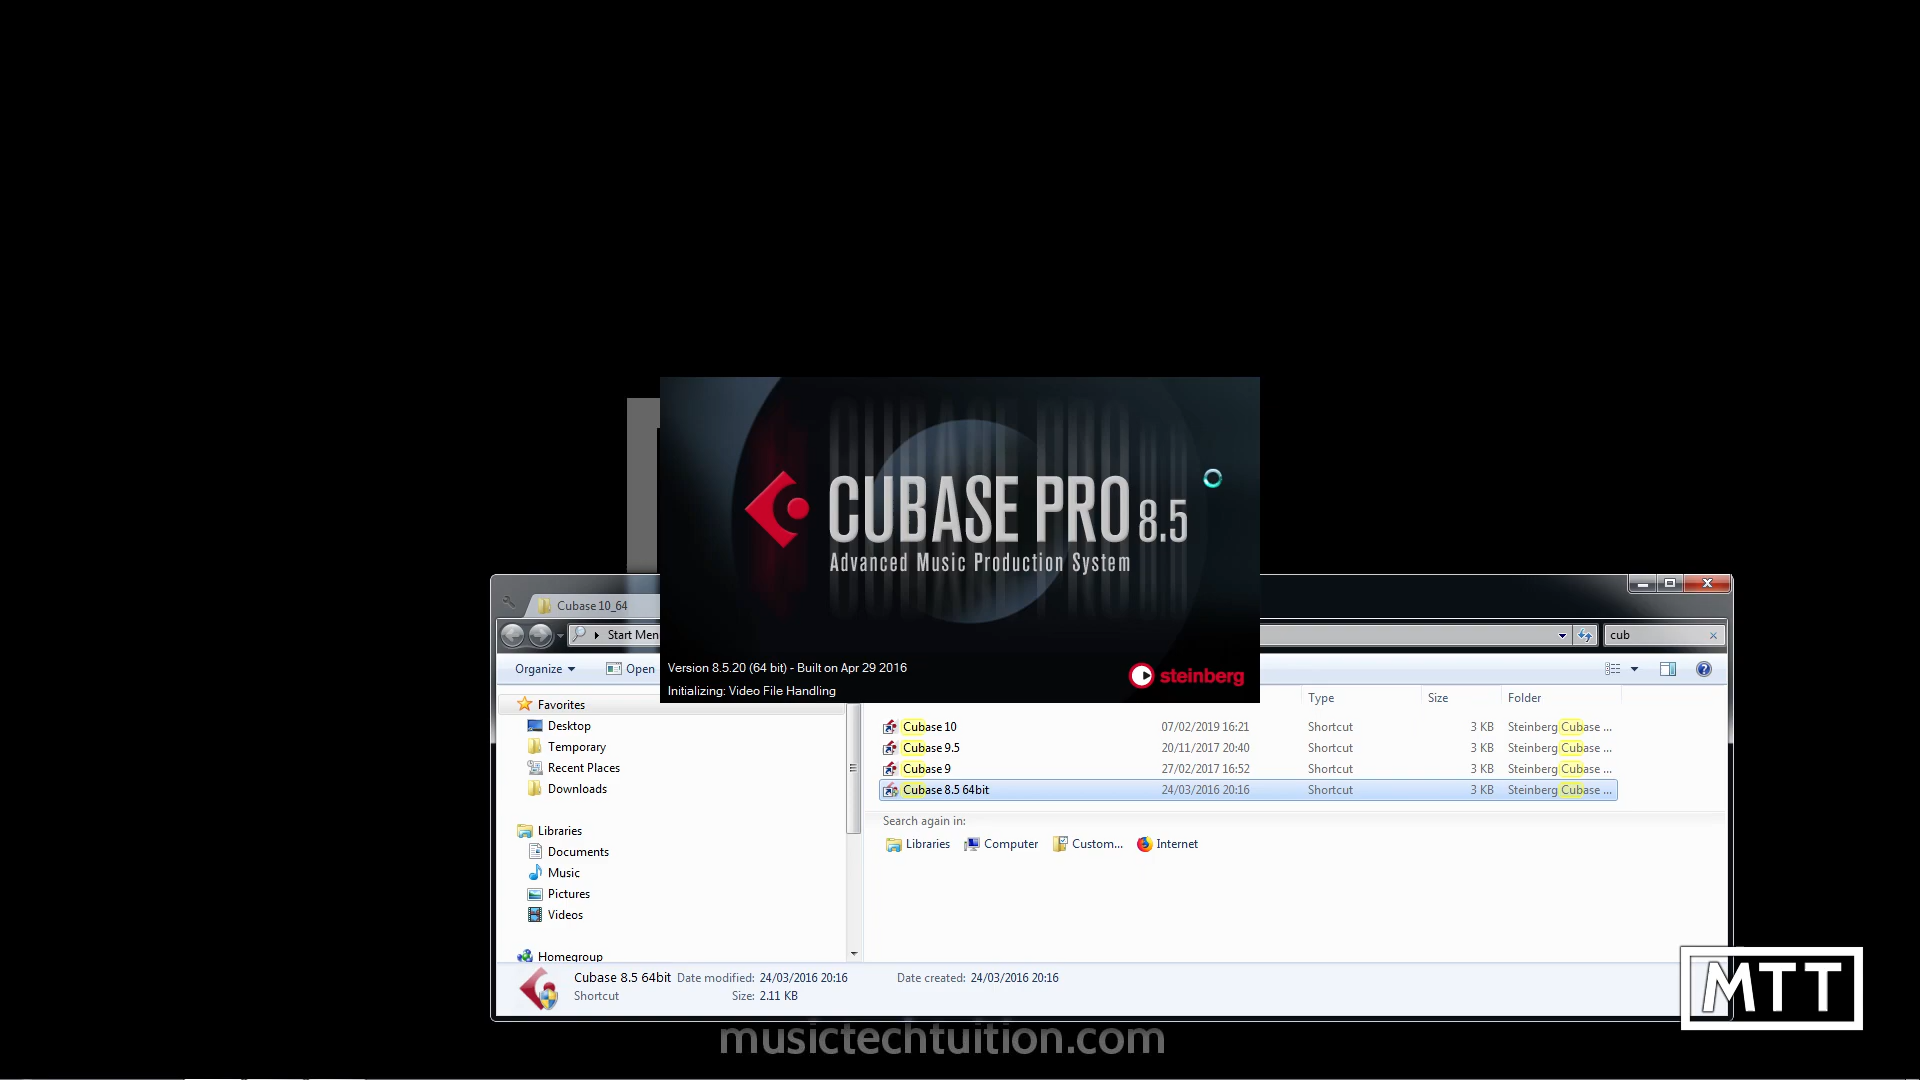 CUBASE PRO 8.5
Advanced Music Production System
Version 8.5.20 (64 bit) - Built on Apr 29 2016
Initializing: Video File Handling
steinberg
Cubase 10_64
Start Men
cub
Organize
Open
Type
Size
Folder
Favorites
Desktop
Temporary
Recent Places
Downloads
Libraries
Documents
Music
Pictures
Videos
Homegroup
Cubase 10 07/02/2019 16:21 Shortcut 3 KB Steinberg Cubase ...
Cubase 9.5 20/11/2017 20:40 Shortcut 3 KB Steinberg Cubase ...
Cubase 9 27/02/2017 16:52 Shortcut 3 KB Steinberg Cubase ...
Cubase 8.5 64bit 24/03/2016 20:16 Shortcut 3 KB Steinberg Cubase ...
Search again in:
Libraries Computer Custom... Internet
Cubase 8.5 64bit Date modified: 24/03/2016 20:16 Date created: 24/03/2016 20:16
Shortcut Size: 2.11 KB
MTT
musictechtuition.com